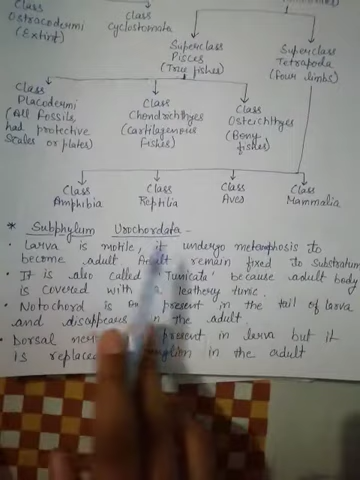 Class Class
Ostracodermi Cyclostomata
(Extint)
Superclass Superclass
Pisces Tetrapoda
(True fishes) (Four limbs)
Class Class Class
Placodermi Chondrichthyes Osteichthyes
(All Fossils (Cartilagenous (Bony
had protective Fishes) fishes)
scales or plates)
Class Class Class Class
Amphibia Reptilia Aves Mammalia
* Subphylum Urochordata -
• Larva is motile, it undergo metamphosis to
become adult Adult remain fixed to Substratum
• It is also called 'Tunicata' because adult body
is covered with a leathery tunic.
• Notochord is present in the tail of larva
and disappears in the adult.
• Dorsal present in larva but it
is replaced in the adult